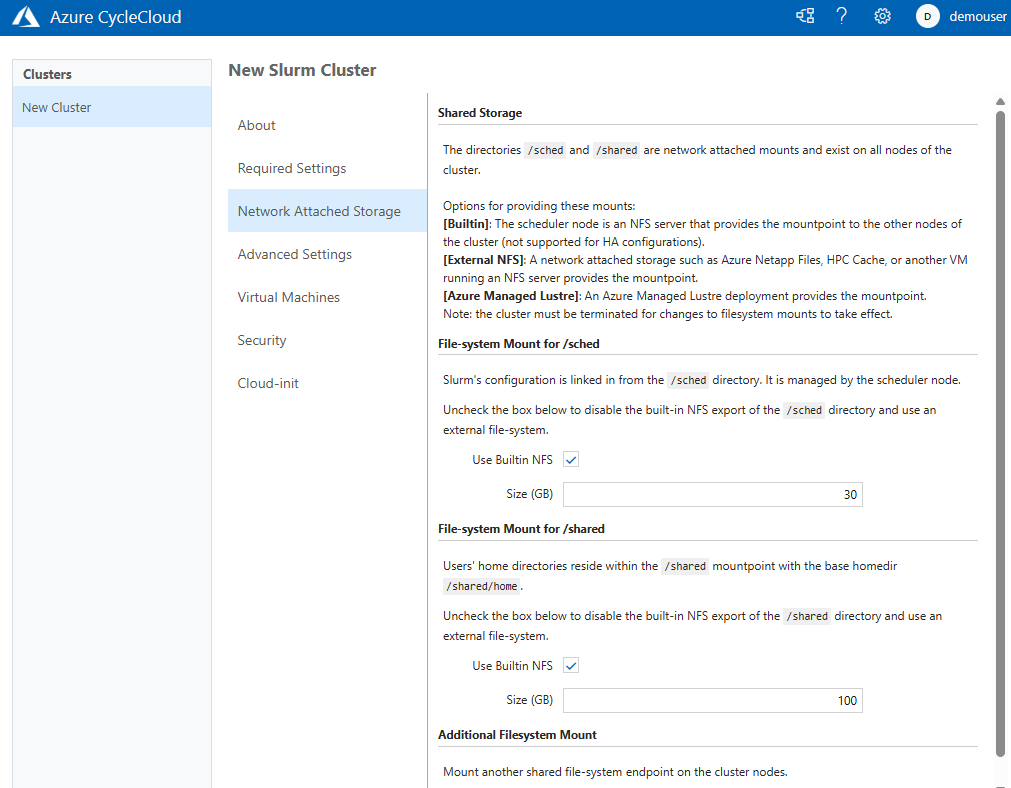 Azure CycleCloud
D
demouser
Clusters
New Cluster
New Slurm Cluster
About
Required Settings
Network Attached Storage
Advanced Settings
Virtual Machines
Security
Cloud-init
Shared Storage
The directories /sched and /shared are network attached mounts and exist on all nodes of the
cluster.
Options for providing these mounts:
[Builtin]: The scheduler node is an NFS server that provides the mountpoint to the other nodes of
the cluster (not supported for HA configurations).
[External NFS]: A network attached storage such as Azure Netapp Files, HPC Cache, or another VM
running an NFS server provides the mountpoint.
[Azure Managed Lustre]: An Azure Managed Lustre deployment provides the mountpoint.
Note: the cluster must be terminated for changes to filesystem mounts to take effect.
File-system Mount for /sched
Slurm's configuration is linked in from the /sched directory. It is managed by the scheduler node.
Uncheck the box below to disable the built-in NFS export of the /sched directory and use an
external file-system.
Use Builtin NFS
Size (GB) 30
File-system Mount for /shared
Users' home directories reside within the /shared mountpoint with the base homedir
/shared/home.
Uncheck the box below to disable the built-in NFS export of the /shared directory and use an
external file-system.
Use Builtin NFS
Size (GB) 100
Additional Filesystem Mount
Mount another shared file-system endpoint on the cluster nodes.